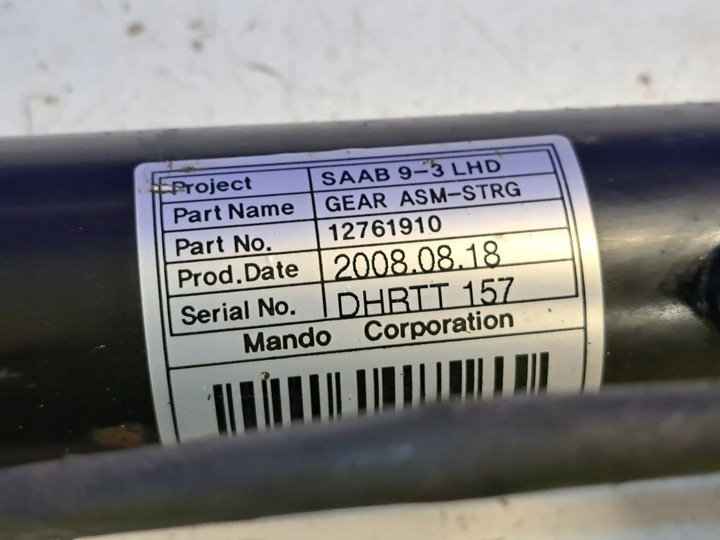 Project SAAB 9-3 LHD
Part Name GEAR ASM-STRG
Part No. 12761910
Prod.Date 2008.08.18
Serial No. DHRTT 157
Mando Corporation